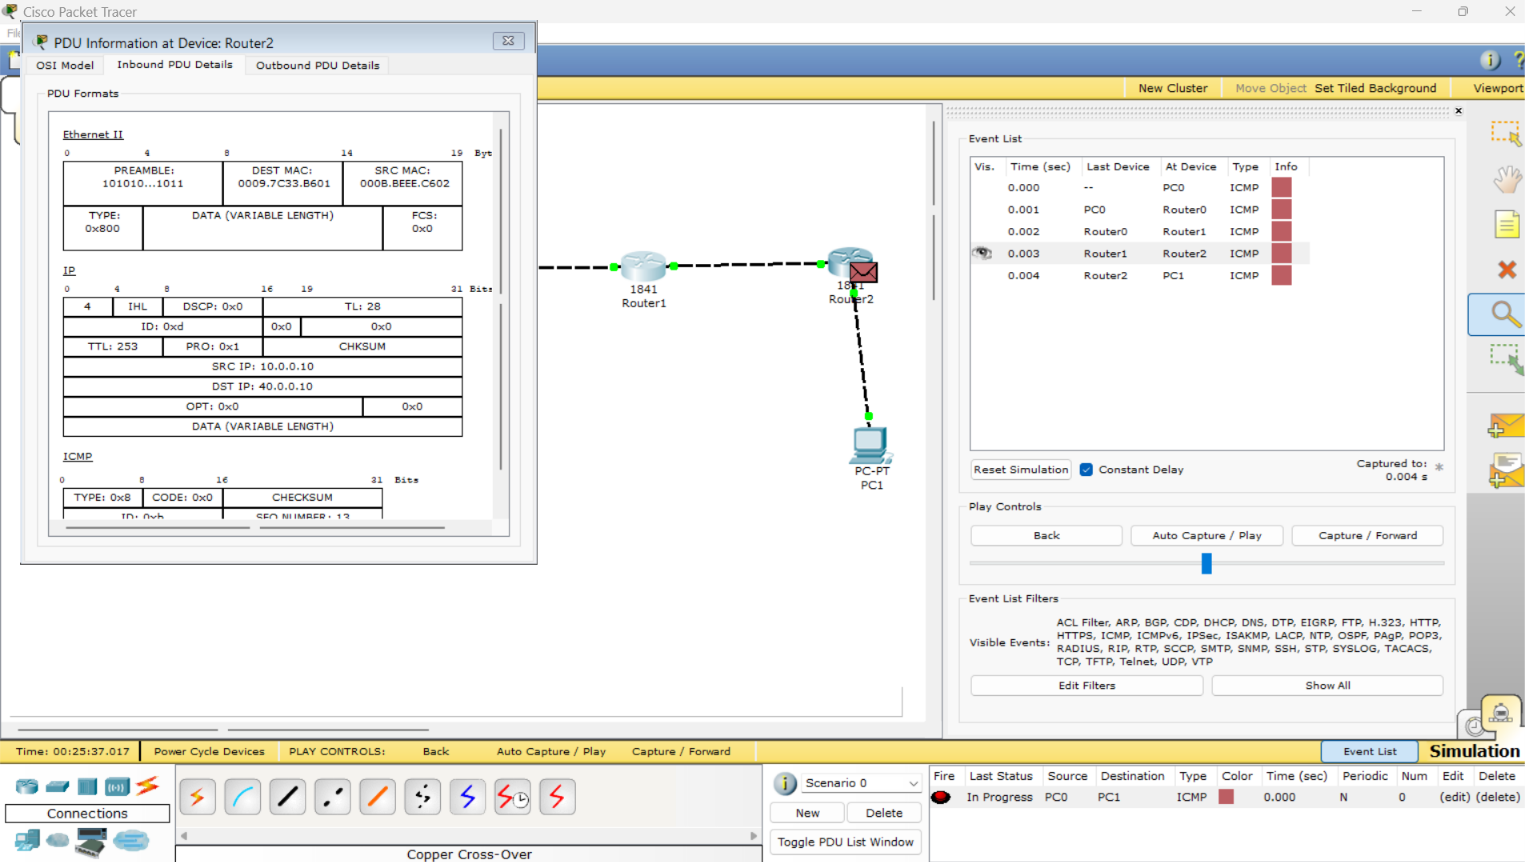 Cisco Packet Tracer
PDU Information at Device: Router2
OSI Model
Inbound PDU Details
Outbound PDU Details
PDU Formats
Ethernet II
0 4 8 14 19 Byt
PREAMBLE: 101010...1011
DEST MAC: 0009.7C33.B601
SRC MAC: 000B.BEEE.C602
TYPE: 0x800
DATA (VARIABLE LENGTH)
FCS: 0x0
IP
0 4 8 16 19 31 Bits
4 IHL DSCP: 0x0 TL: 28
ID: 0xd 0x0 0x0
TTL: 253 PRO: 0x1 CHKSUM
SRC IP: 10.0.0.10
DST IP: 40.0.0.10
OPT: 0x0 0x0
DATA (VARIABLE LENGTH)
ICMP
0 8 16 31 Bits
TYPE: 0x8 CODE: 0x0 CHECKSUM
ID: 0xb SEQ NUMBER: 13
New Cluster
Move Object
Set Tiled Background
Viewport
1841
Router1
1841
Router2
PC-PT
PC1
Event List
Vis. Time (sec) Last Device At Device Type Info
0.000 -- PC0 ICMP
0.001 PC0 Router0 ICMP
0.002 Router0 Router1 ICMP
0.003 Router1 Router2 ICMP
0.004 Router2 PC1 ICMP
Reset Simulation
Constant Delay
Captured to: *
0.004 s
Play Controls
Back
Auto Capture / Play
Capture / Forward
Event List Filters
Visible Events:
ACL Filter, ARP, BGP, CDP, DHCP, DNS, DTP, EIGRP, FTP, H.323, HTTP,
HTTPS, ICMP, ICMPv6, IPSec, ISAKMP, LACP, NTP, OSPF, PAgP, POP3,
RADIUS, RIP, RTP, SCCP, SMTP, SNMP, SSH, STP, SYSLOG, TACACS,
TCP, TFTP, Telnet, UDP, VTP
Edit Filters
Show All
Time: 00:25:37.017
Power Cycle Devices
PLAY CONTROLS:
Back
Auto Capture / Play
Capture / Forward
Event List
Simulation
Connections
Copper Cross-Over
Scenario 0
New
Delete
Toggle PDU List Window
Fire Last Status Source Destination Type Color Time (sec) Periodic Num Edit Delete
In Progress PC0 PC1 ICMP 0.000 N 0 (edit) (delete)